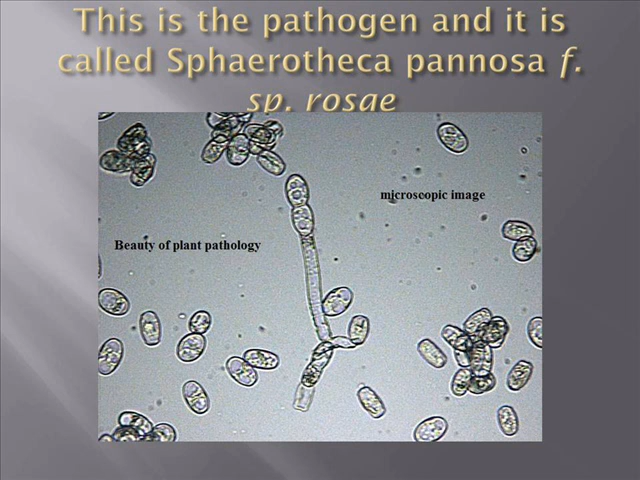 This is the pathogen and it is
called Sphaerotheca pannosa f.
sp. rosae
microscopic image
Beauty of plant pathology